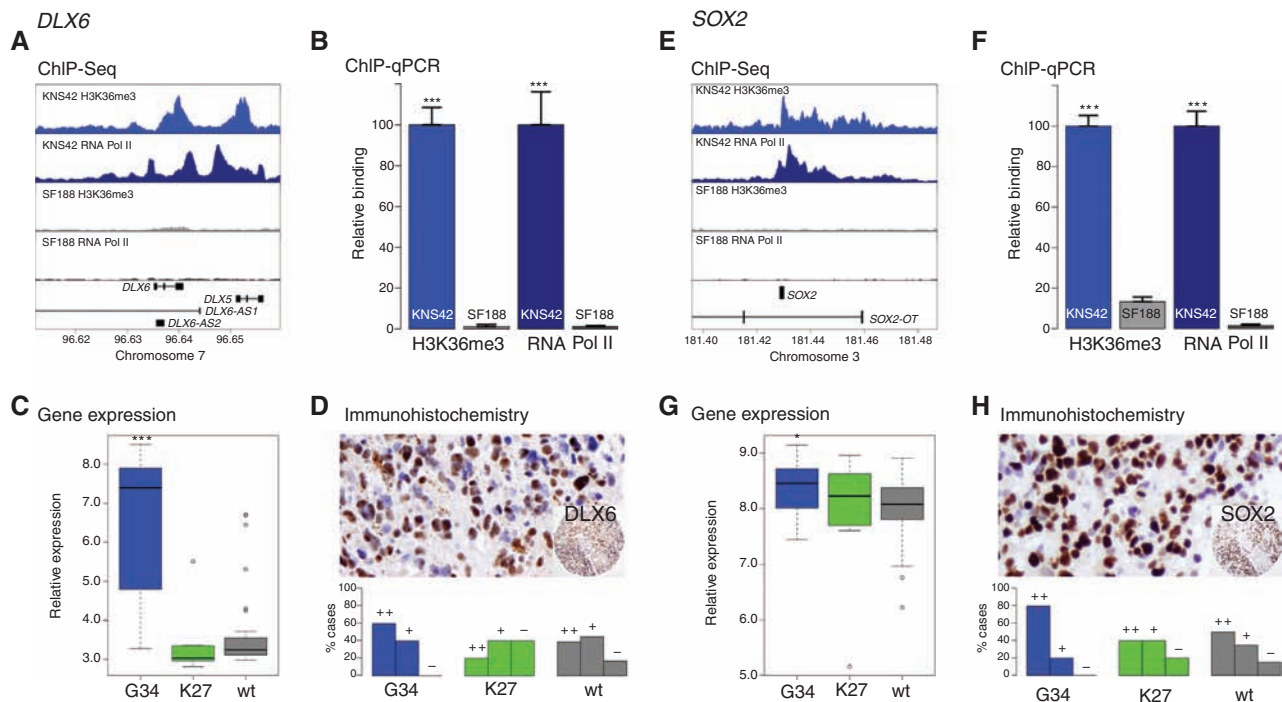 DLX6
A
ChIP-Seq
KNS42 H3K36me3
KNS42 RNA Pol II
SF188 H3K36me3
SF188 RNA Pol II
DLX6
DLX5
DLX6-AS1
DLX6-AS2
96.62 96.63 96.64 96.65
Chromosome 7
B
ChIP-qPCR
Relative binding
100
80
60
40
20
0
***
***
KNS42 SF188 KNS42 SF188
H3K36me3 RNA Pol II
SOX2
E
ChIP-Seq
KNS42 H3K36me3
KNS42 RNA Pol II
SF188 H3K36me3
SF188 RNA Pol II
SOX2
SOX2-OT
181.40 181.42 181.44 181.46 181.48
Chromosome 3
F
ChIP-qPCR
Relative binding
100
80
60
40
20
0
***
***
KNS42 SF188 KNS42 SF188
H3K36me3 RNA Pol II
C
Gene expression
Relative expression
8.0
7.0
6.0
5.0
4.0
3.0
***
G34 K27 wt
D
Immunohistochemistry
DLX6
% cases
100
80
60
40
20
++ + −
++ + −
++ + −
G34 K27 wt
G
Gene expression
Relative expression
9.0
8.0
7.0
6.0
5.0
*
G34 K27 wt
H
Immunohistochemistry
SOX2
% cases
100
80
60
40
20
++ + −
++ + −
++ + −
G34 K27 wt